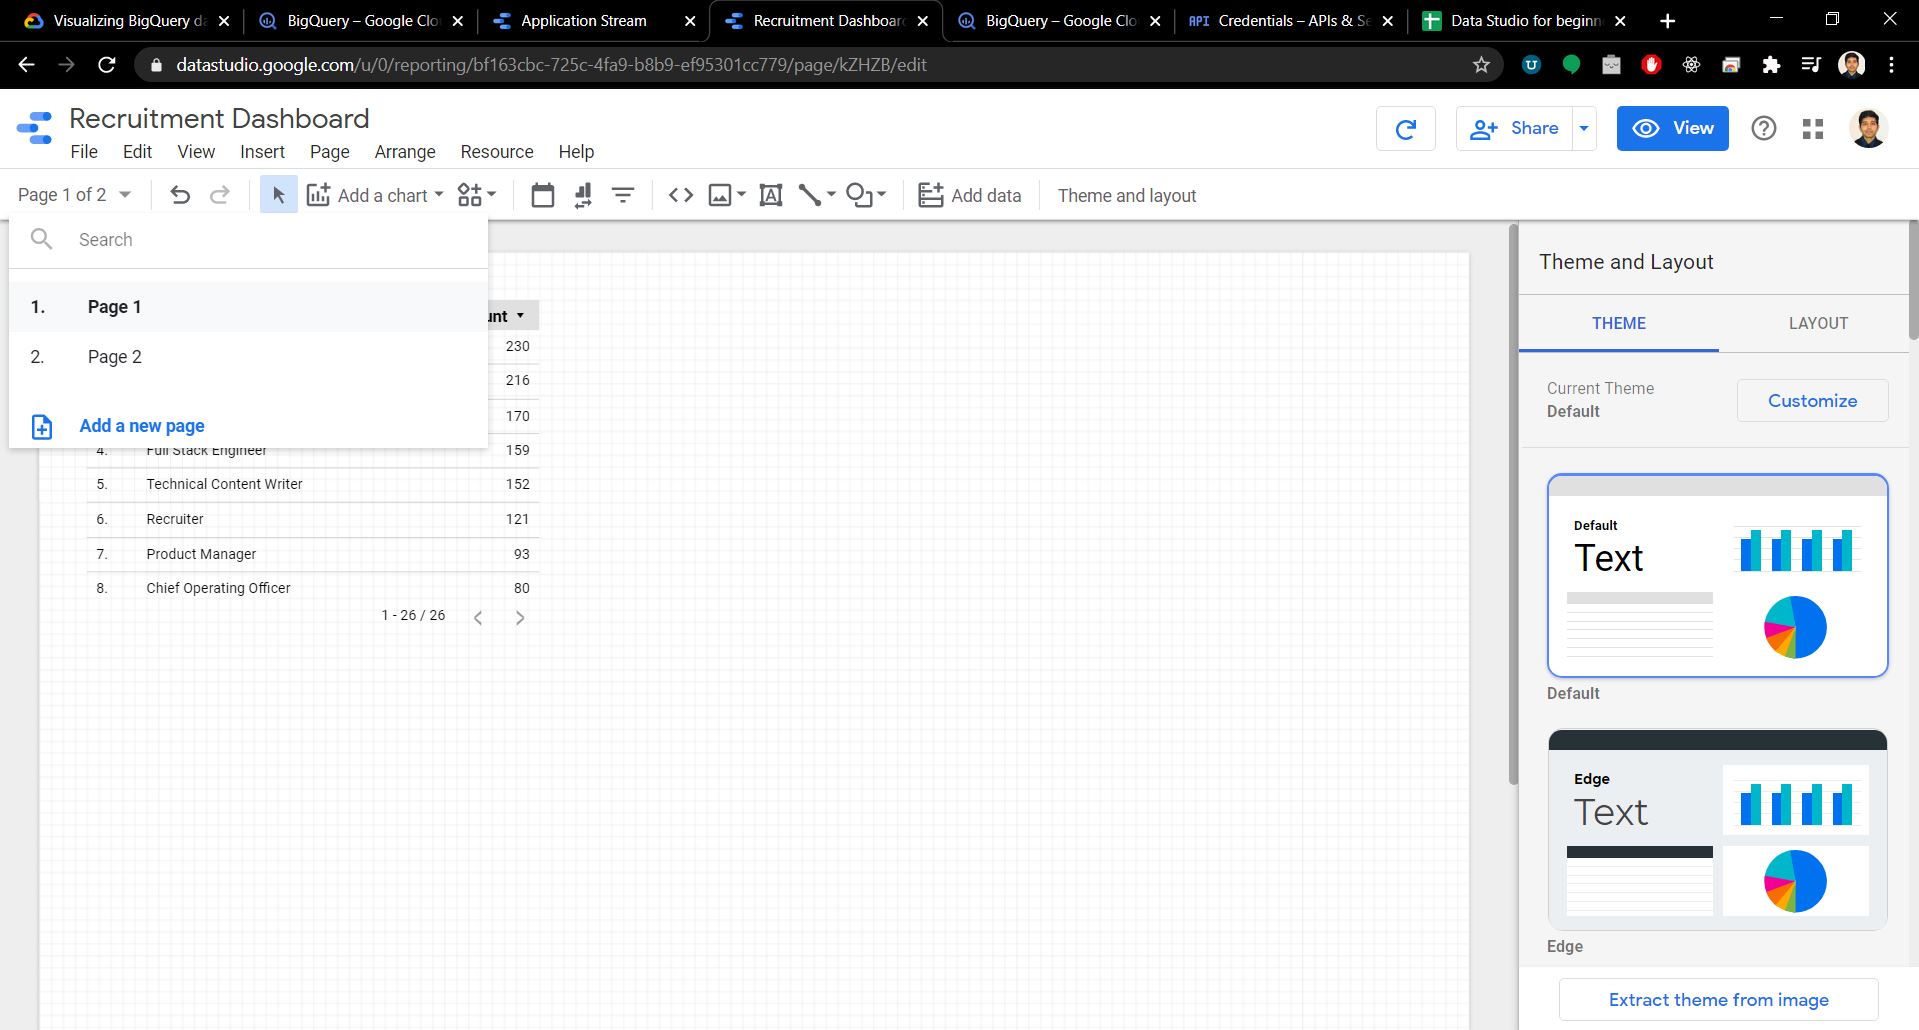 Visualizing BigQuery da
BigQuery – Google Clo
Application Stream
Recruitment Dashboar
BigQuery – Google Clo
API Credentials – APIs & Se
Data Studio for beginne
datastudio.google.com/u/0/reporting/bf163cbc-725c-4fa9-b8b9-ef95301cc779/page/kZHZB/edit
Recruitment Dashboard
File Edit View Insert Page Arrange Resource Help
Share
View
Page 1 of 2
Add a chart
Add data
Theme and layout
Search
1. Page 1
2. Page 2
Add a new page
unt
230
216
170
4. Full Stack Engineer 159
5. Technical Content Writer 152
6. Recruiter 121
7. Product Manager 93
8. Chief Operating Officer 80
1 - 26 / 26
Theme and Layout
THEME LAYOUT
Current Theme
Default
Customize
Default
Text
Default
Edge
Text
Edge
Extract theme from image